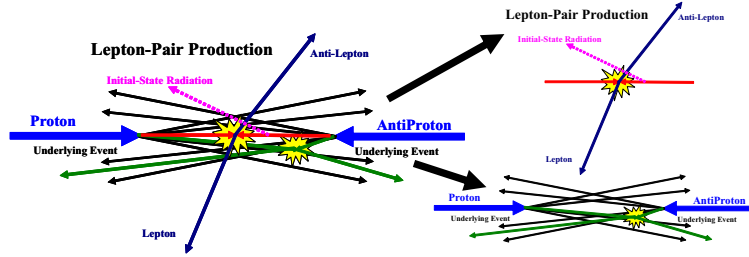 Lepton-Pair Production
Anti-Lepton
Initial-State Radiation
Proton
AntiProton
Underlying Event
Underlying Event
Lepton
Lepton-Pair Production
Anti-Lepton
Initial-State Radiation
Lepton
Proton
AntiProton
Underlying Event
Underlying Event